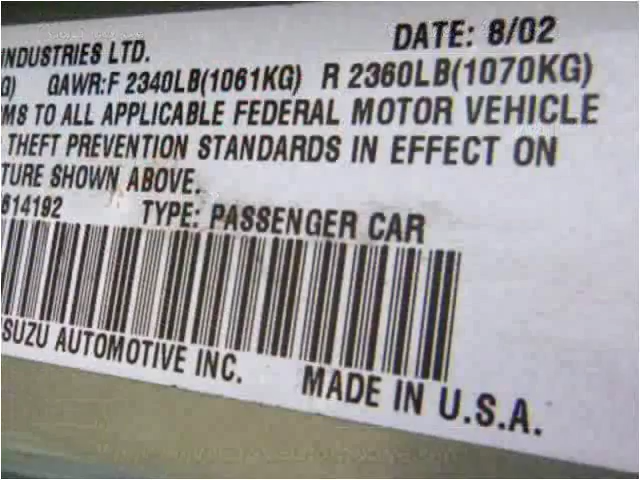 DATE: 8/02
INDUSTRIES LTD.
G) GAWR:F 2340LB(1061KG) R 2360LB(1070KG)
MS TO ALL APPLICABLE FEDERAL MOTOR VEHICLE
THEFT PREVENTION STANDARDS IN EFFECT ON
TURE SHOWN ABOVE.
614192 TYPE: PASSENGER CAR
SUZU AUTOMOTIVE INC. MADE IN U.S.A.